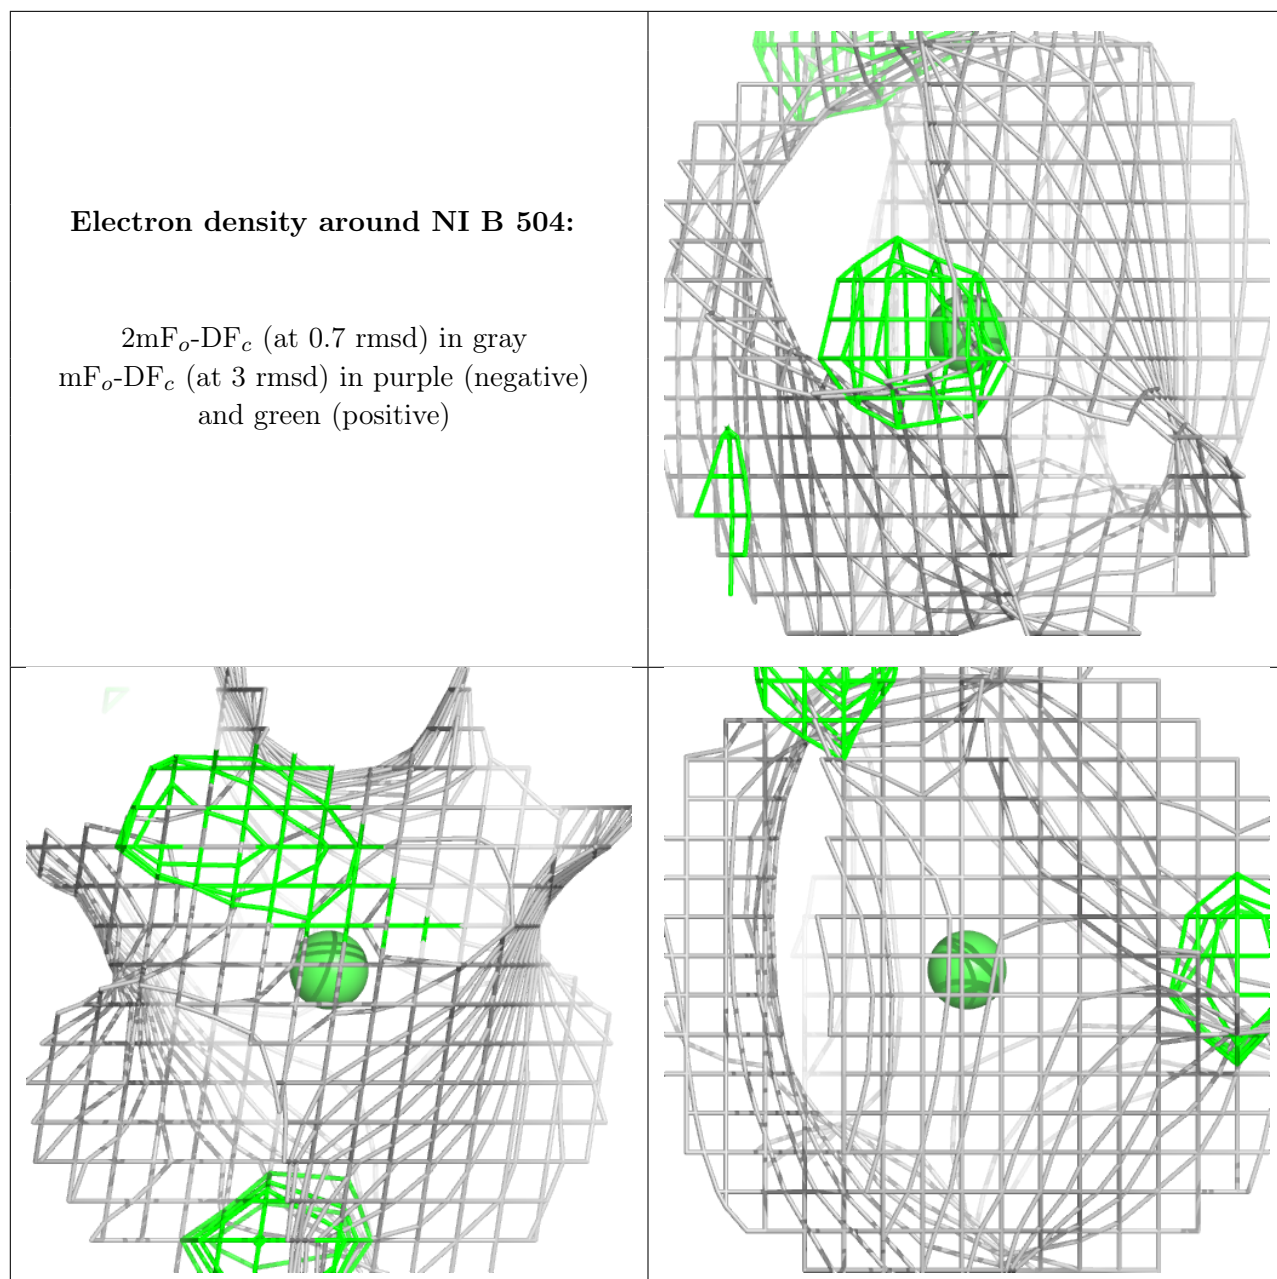 Electron density around NI B 504:
2mFo-DFc (at 0.7 rmsd) in gray
mFo-DFc (at 3 rmsd) in purple (negative)
and green (positive)